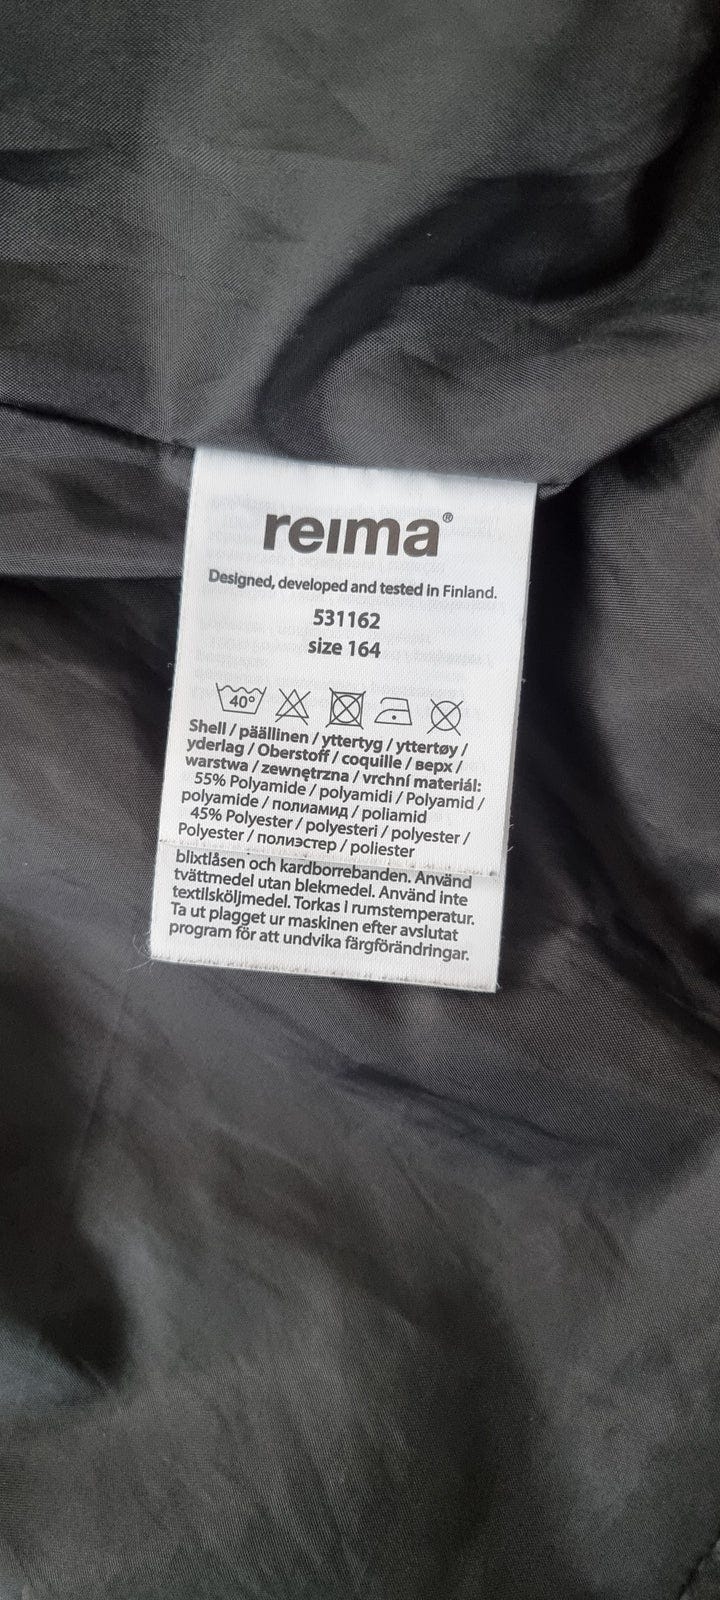 reima®
Designed, developed and tested in Finland.
531162
size 164
40°
Shell / päällinen / yttertyg / yttertøy /
yderlag / Oberstoff / coquille / верх /
warstwa / zewnętrzna / vrchní materiál:
55% Polyamide / polyamidi / Polyamid /
polyamide / полиамид / poliamid
45% Polyester / polyesteri / polyester /
Polyester / полиэстер / poliester
blixtlåsen och kardborrebanden. Använd
tvättmedel utan blekmedel. Använd inte
textilsköljmedel. Torkas i rumstemperatur.
Ta ut plagget ur maskinen efter avslutat
program för att undvika färgförändringar.